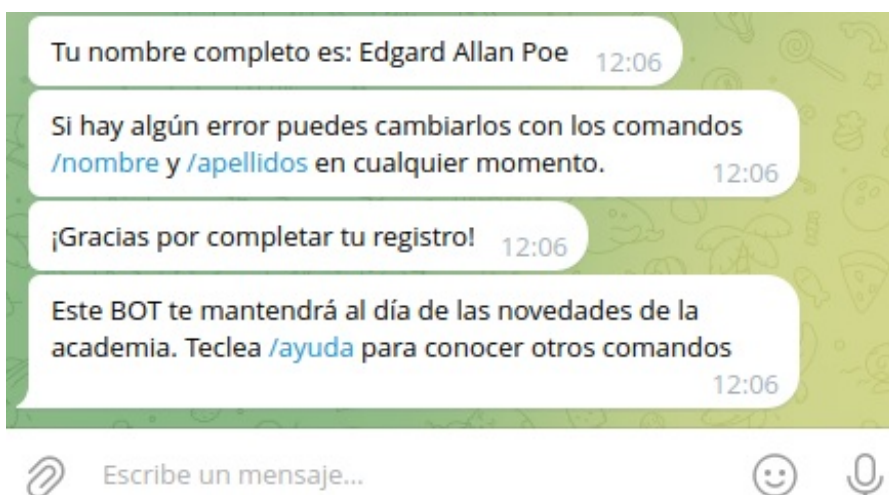 Tu nombre completo es: Edgard Allan Poe 12:06
Si hay algún error puedes cambiarlos con los comandos
/nombre y /apellidos en cualquier momento. 12:06
¡Gracias por completar tu registro! 12:06
Este BOT te mantendrá al día de las novedades de la
academia. Teclea /ayuda para conocer otros comandos
12:06
Escribe un mensaje...